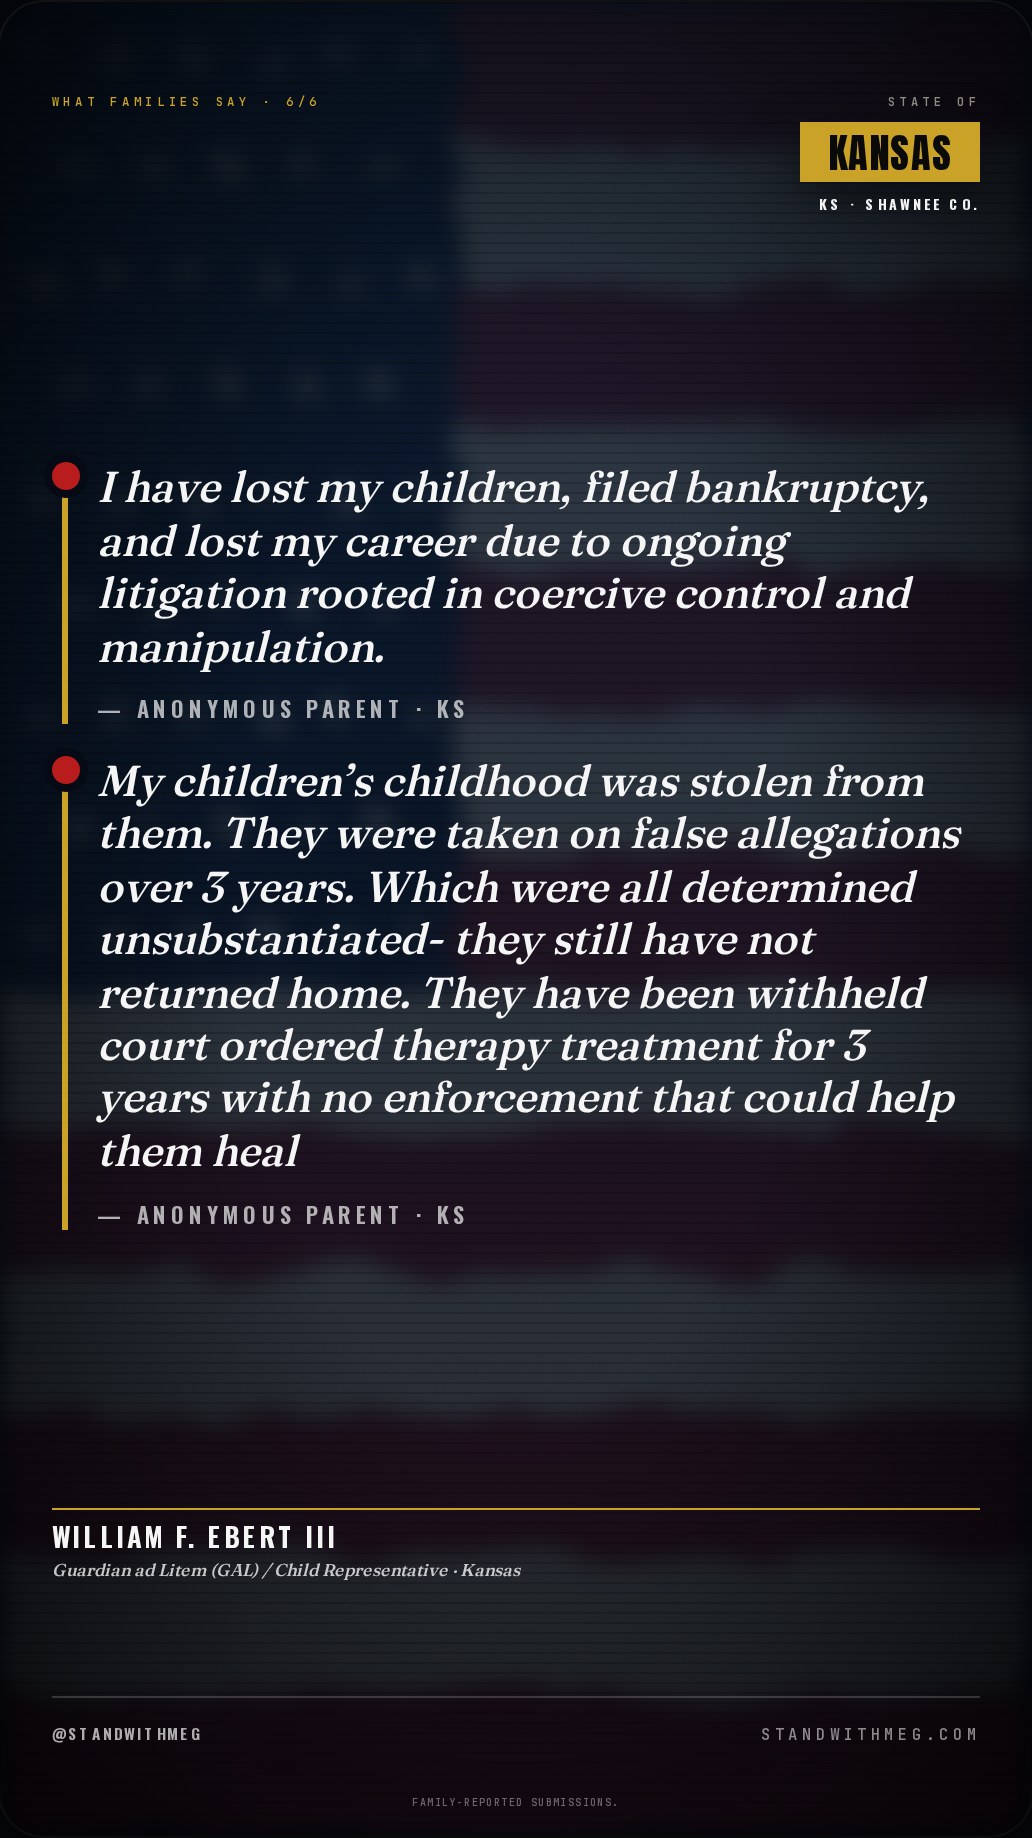 WHAT FAMILIES SAY · 6/6
STATE OF
KANSAS
KS · SHAWNEE CO.
I have lost my children, filed bankruptcy,
and lost my career due to ongoing
litigation rooted in coercive control and
manipulation.
— ANONYMOUS PARENT · KS
My children’s childhood was stolen from
them. They were taken on false allegations
over 3 years. Which were all determined
unsubstantiated- they still have not
returned home. They have been withheld
court ordered therapy treatment for 3
years with no enforcement that could help
them heal
— ANONYMOUS PARENT · KS
WILLIAM F. EBERT III
Guardian ad Litem (GAL) / Child Representative · Kansas
@STANDWITHMEG
STANDWITHMEG.COM
FAMILY-REPORTED SUBMISSIONS.